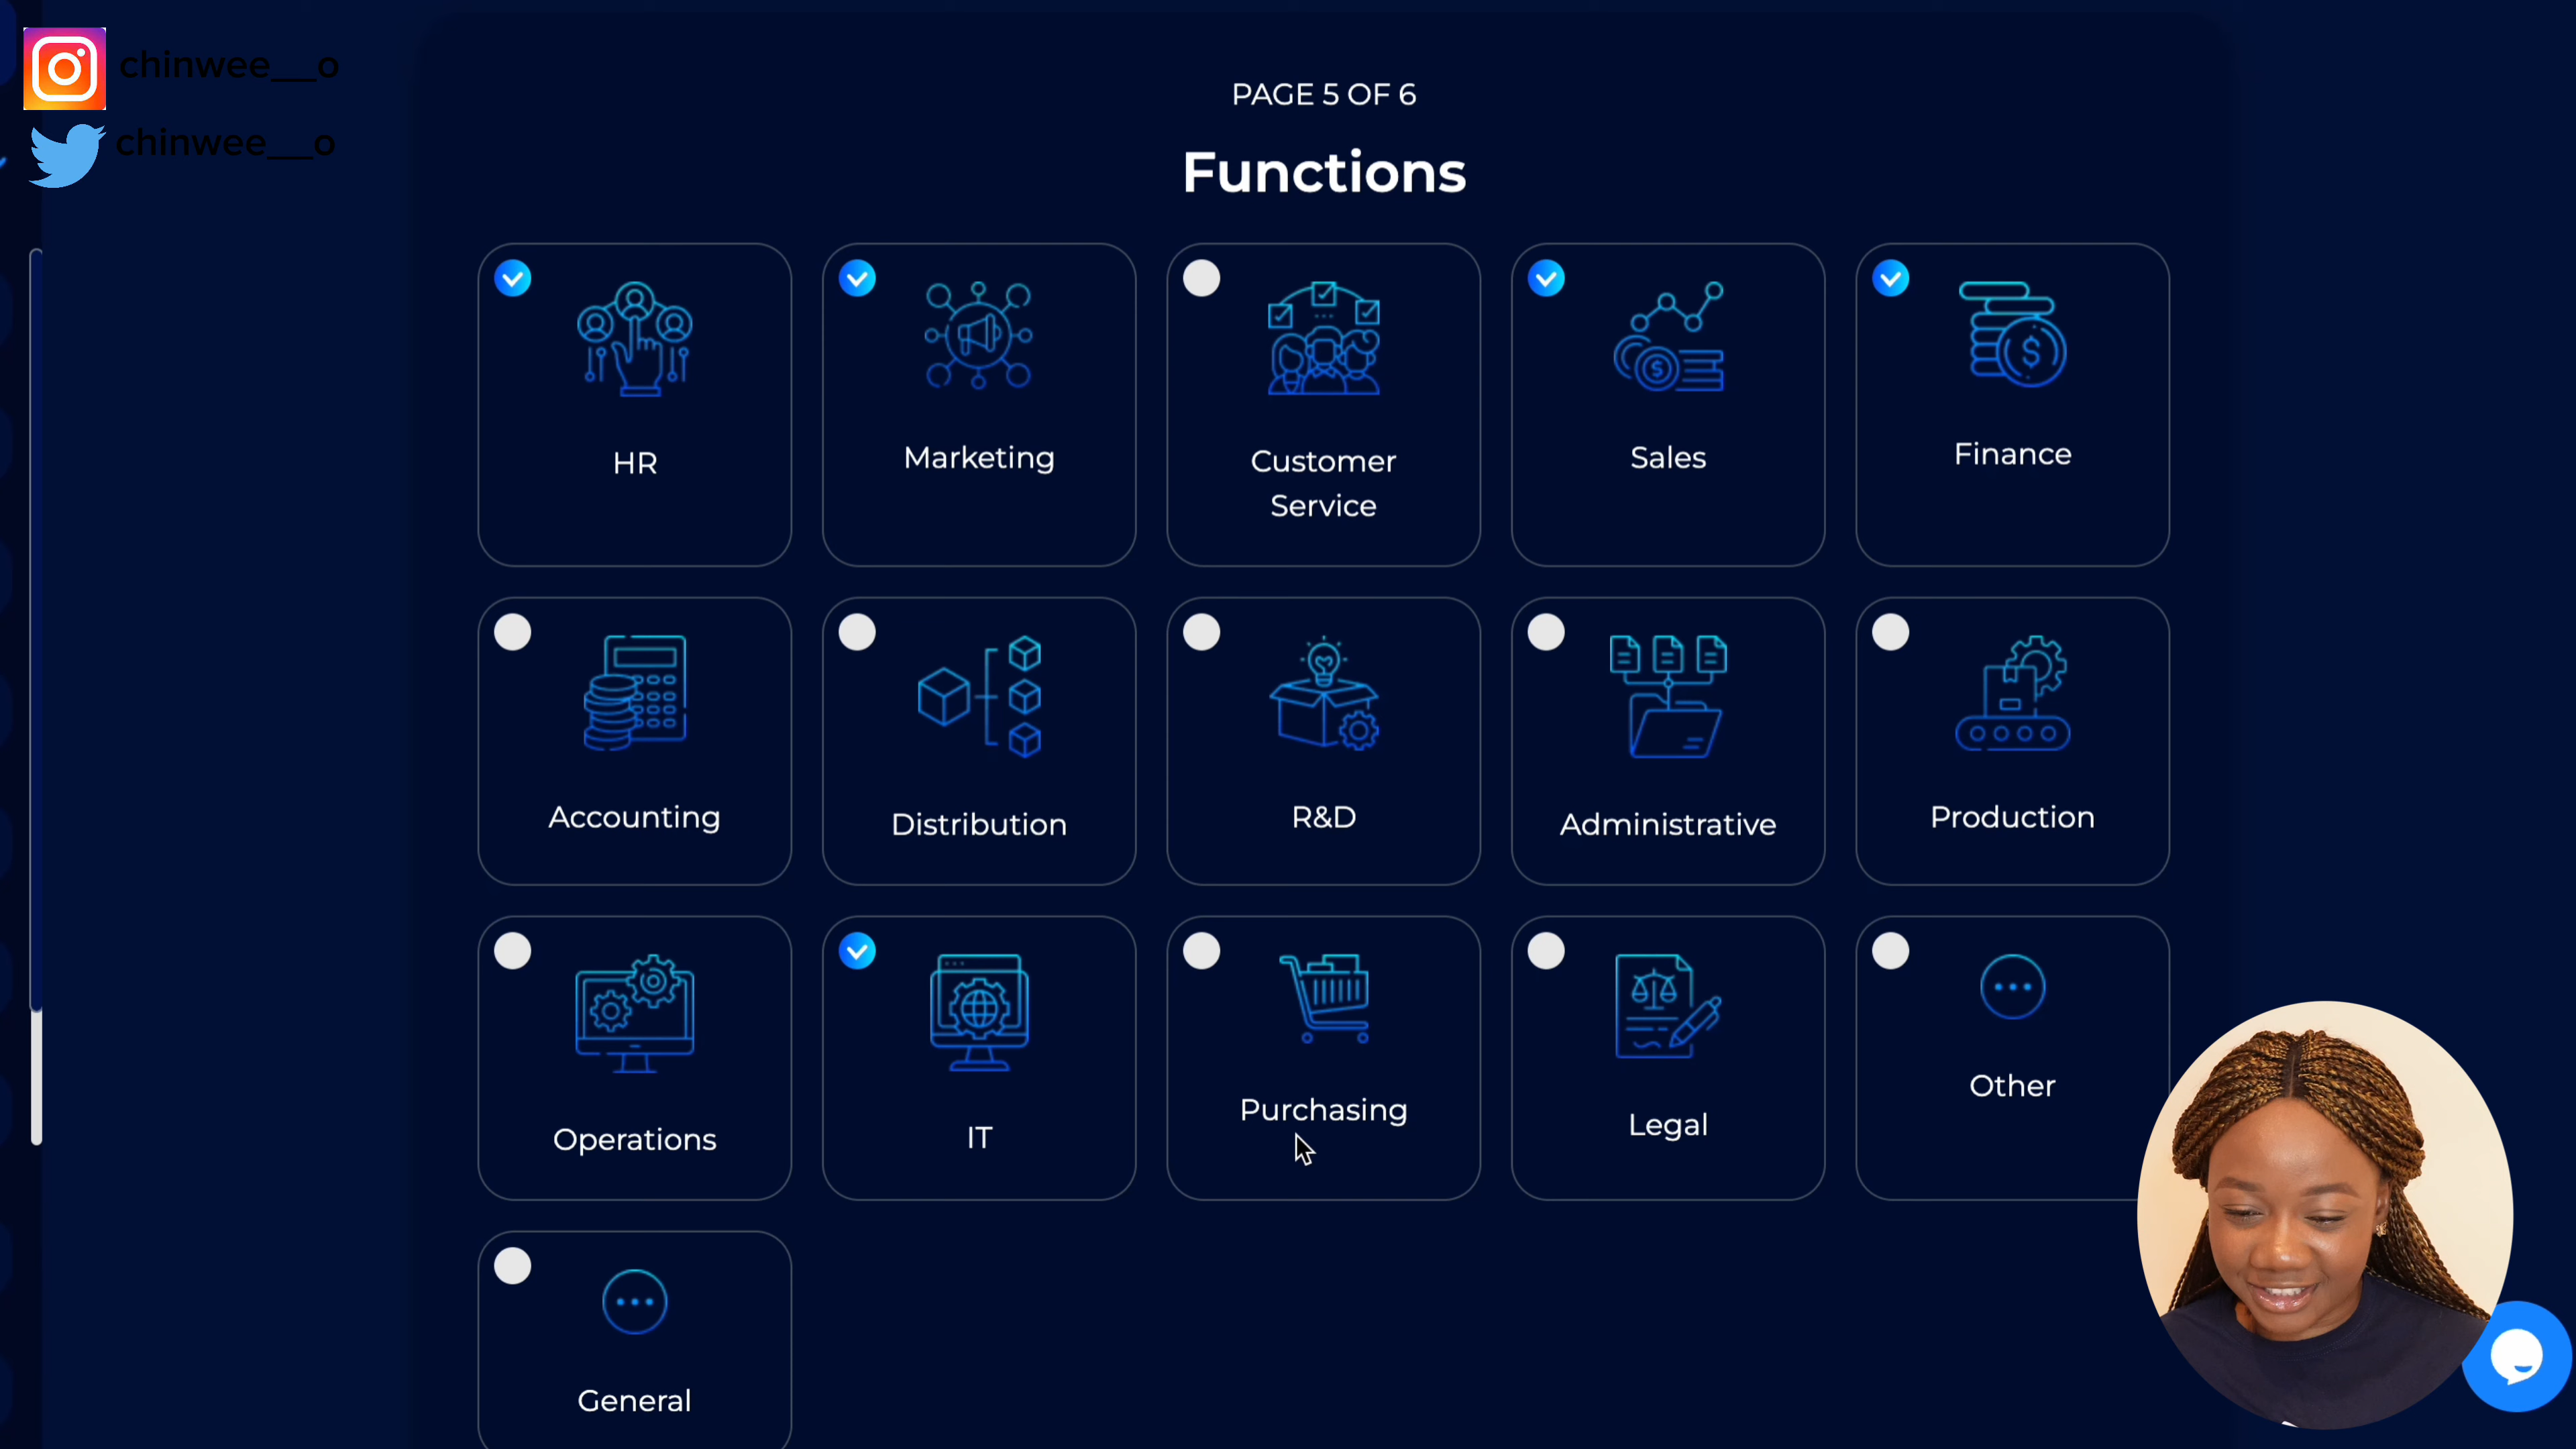 chinwee__o
chinwee__o
PAGE 5 OF 6
Functions
HR
Marketing
Customer
Service
Sales
Finance
Accounting
Distribution
R&D
Administrative
Production
Operations
IT
Purchasing
Legal
Other
General